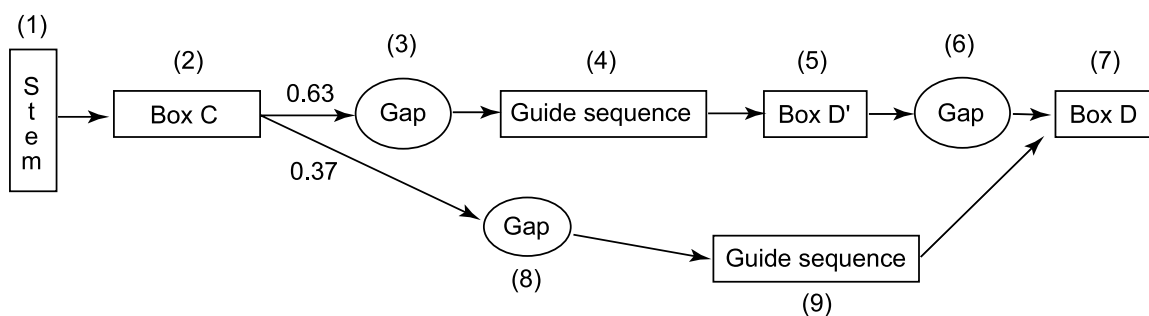 (1)
Stem
(2)
Box C
0.63
0.37
(3)
Gap
(4)
Guide sequence
(5)
Box D'
(6)
Gap
(7)
Box D
Gap
(8)
Guide sequence
(9)